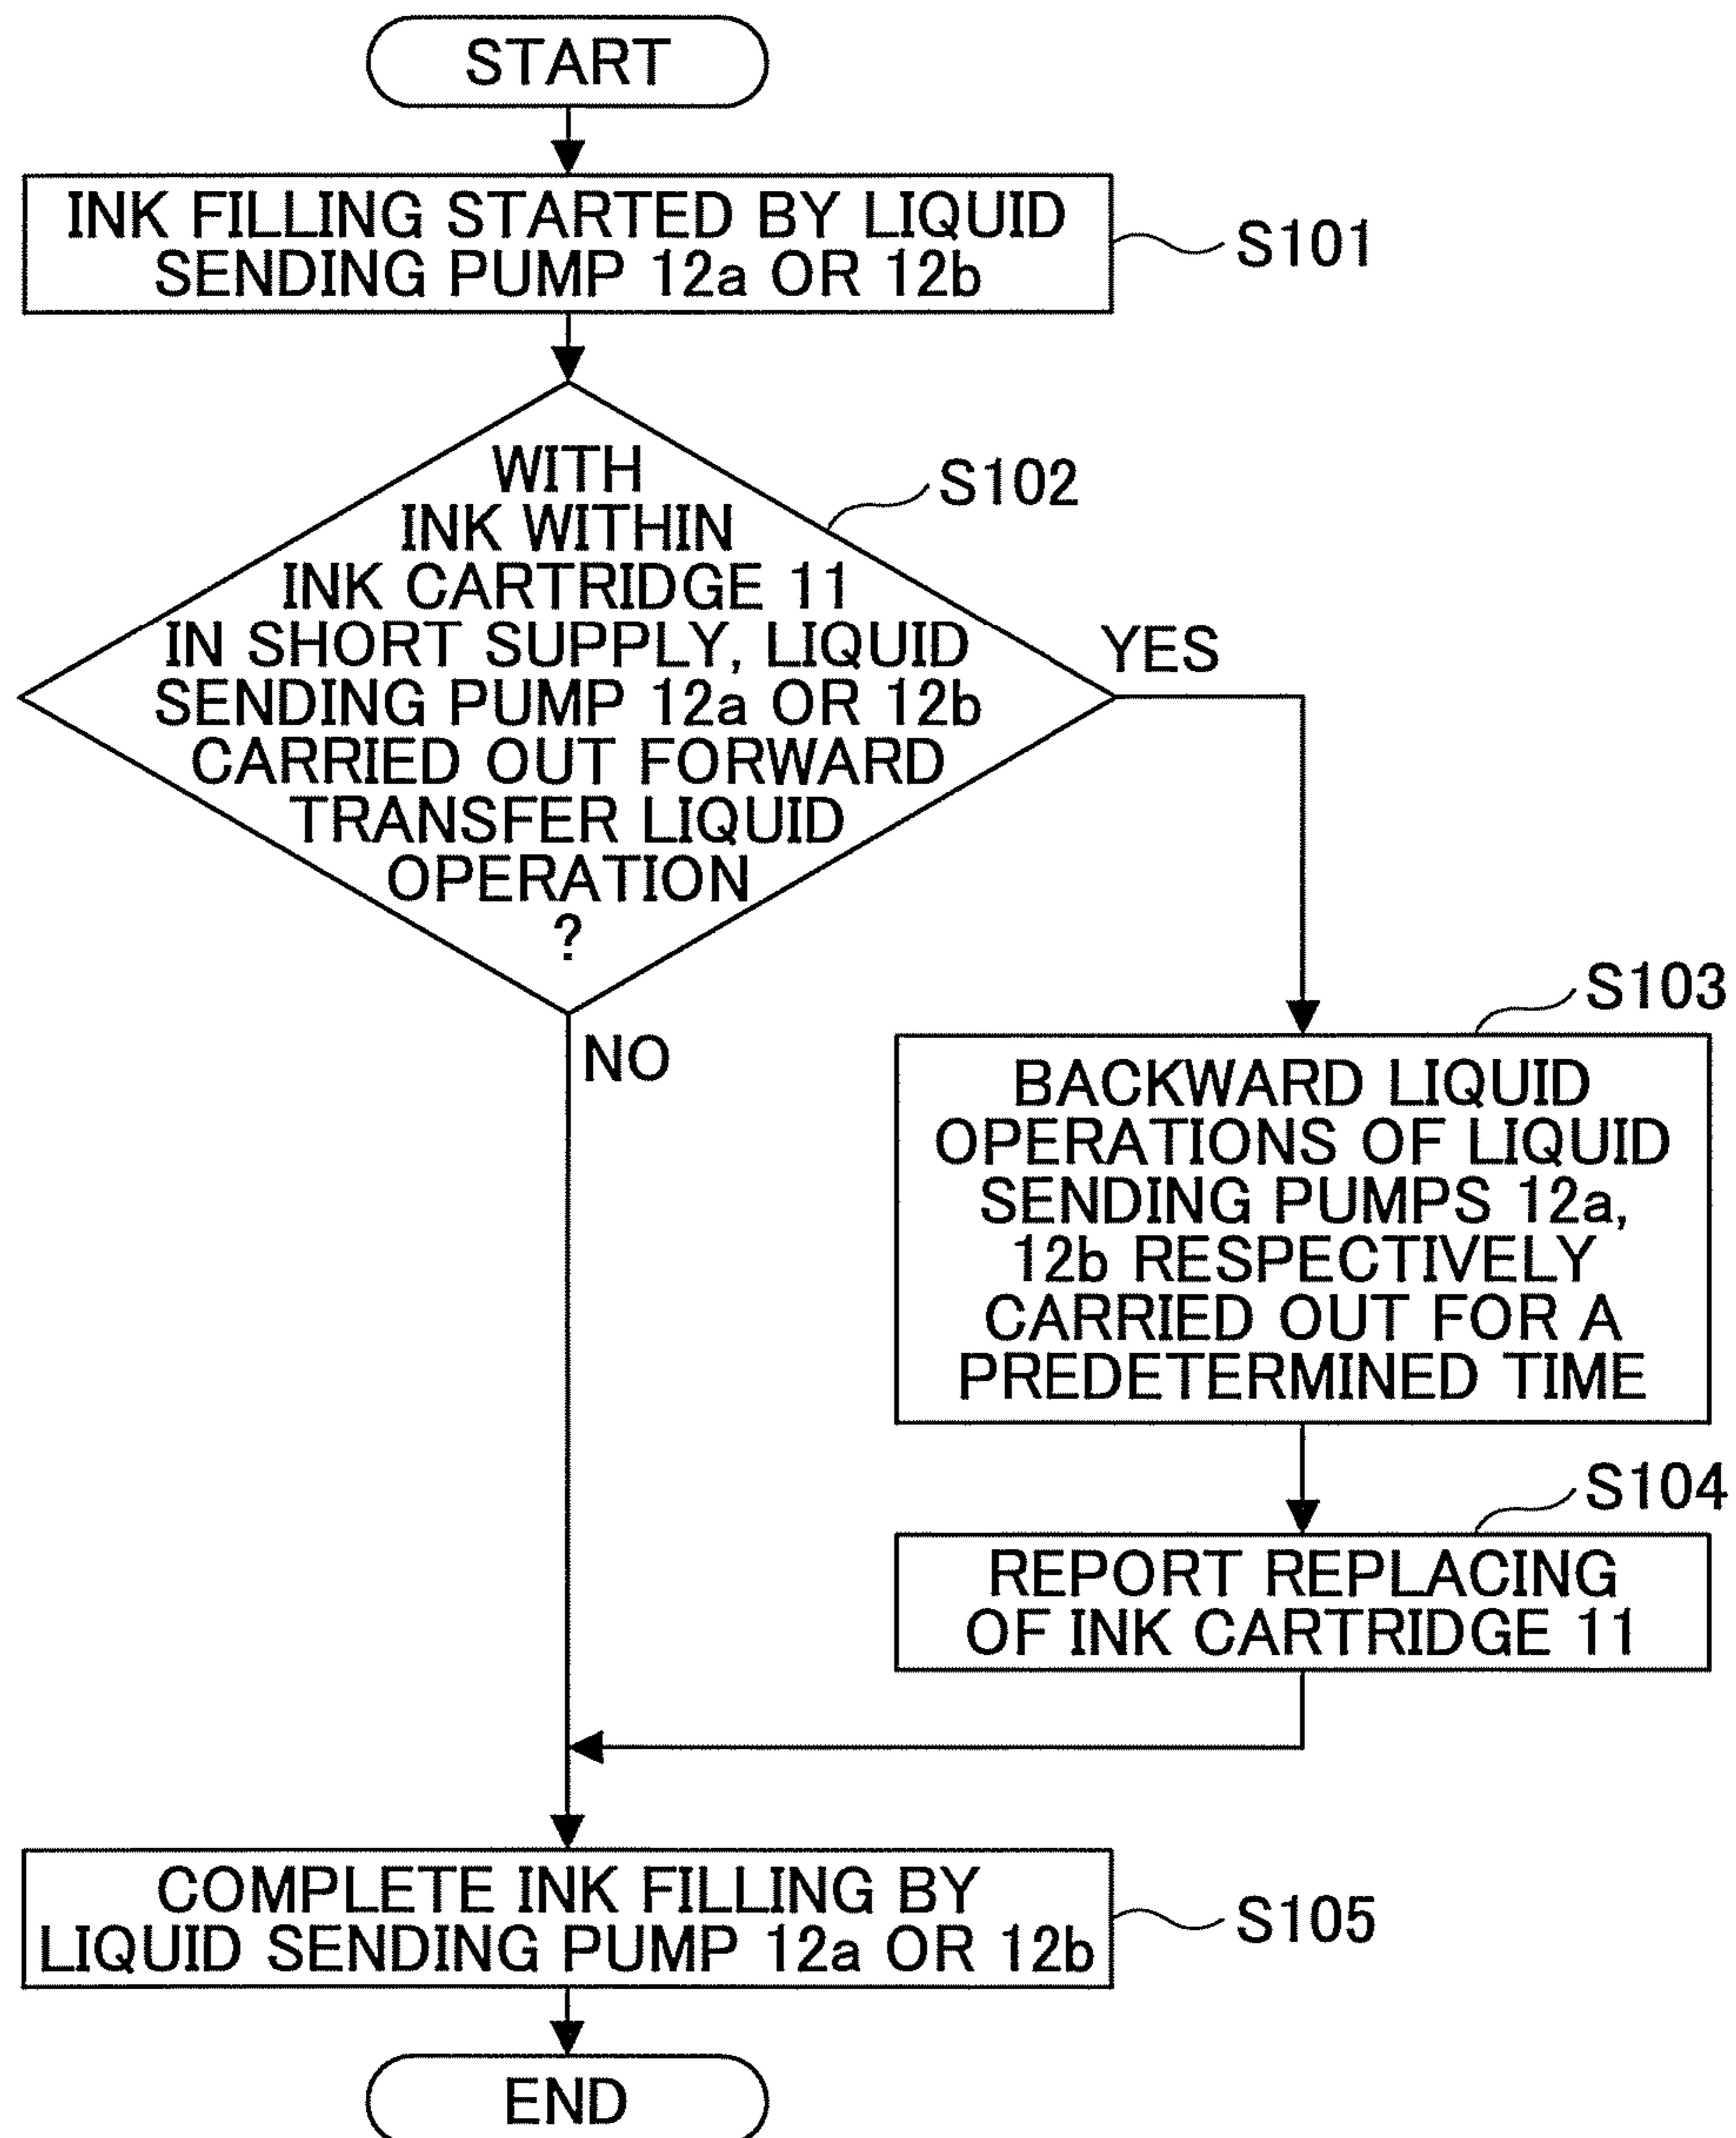 START
INK FILLING STARTED BY LIQUID
SENDING PUMP 12a OR 12b
S101
WITH
INK WITHIN
INK CARTRIDGE 11
IN SHORT SUPPLY, LIQUID
SENDING PUMP 12a OR 12b
CARRIED OUT FORWARD
TRANSFER LIQUID
OPERATION
?
S102
YES
NO
S103
BACKWARD LIQUID
OPERATIONS OF LIQUID
SENDING PUMPS 12a,
12b RESPECTIVELY
CARRIED OUT FOR A
PREDETERMINED TIME
S104
REPORT REPLACING
OF INK CARTRIDGE 11
COMPLETE INK FILLING BY
LIQUID SENDING PUMP 12a OR 12b
S105
END